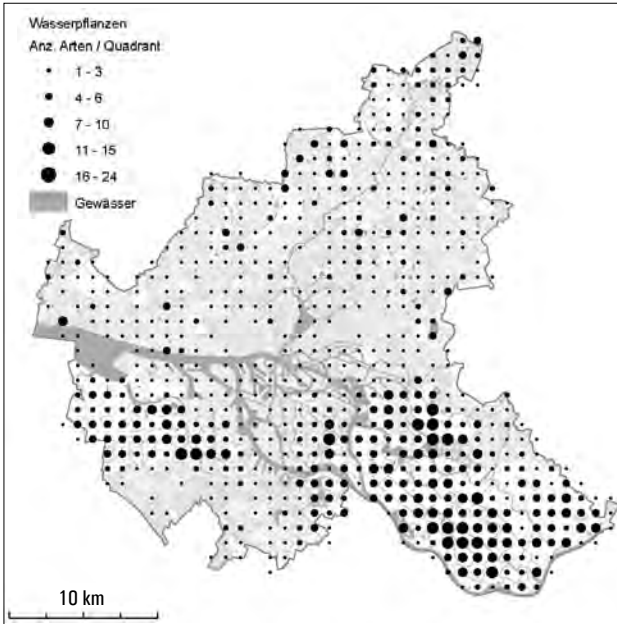 Wasserpflanzen
Anz. Arten / Quadrant
1 - 3
4 - 6
7 - 10
11 - 15
16 - 24
Gewässer
10 km